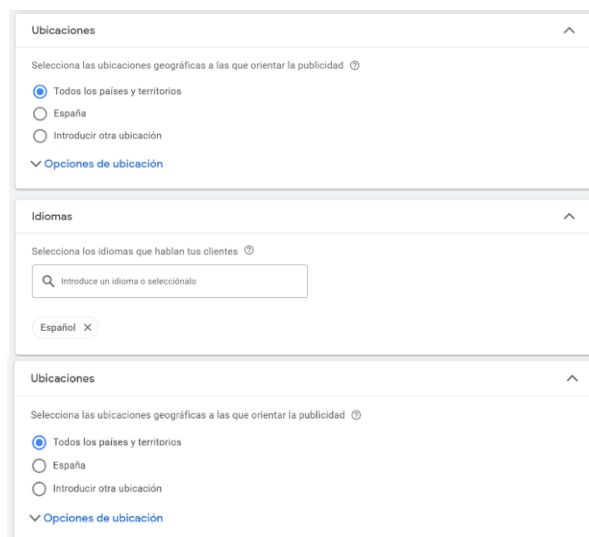 Ubicaciones
Selecciona las ubicaciones geográficas a las que orientar la publicidad
Todos los países y territorios
España
Introducir otra ubicación
Opciones de ubicación
Idiomas
Selecciona los idiomas que hablan tus clientes
Introduce un idioma o selecciónalo
Español
Ubicaciones
Selecciona las ubicaciones geográficas a las que orientar la publicidad
Todos los países y territorios
España
Introducir otra ubicación
Opciones de ubicación